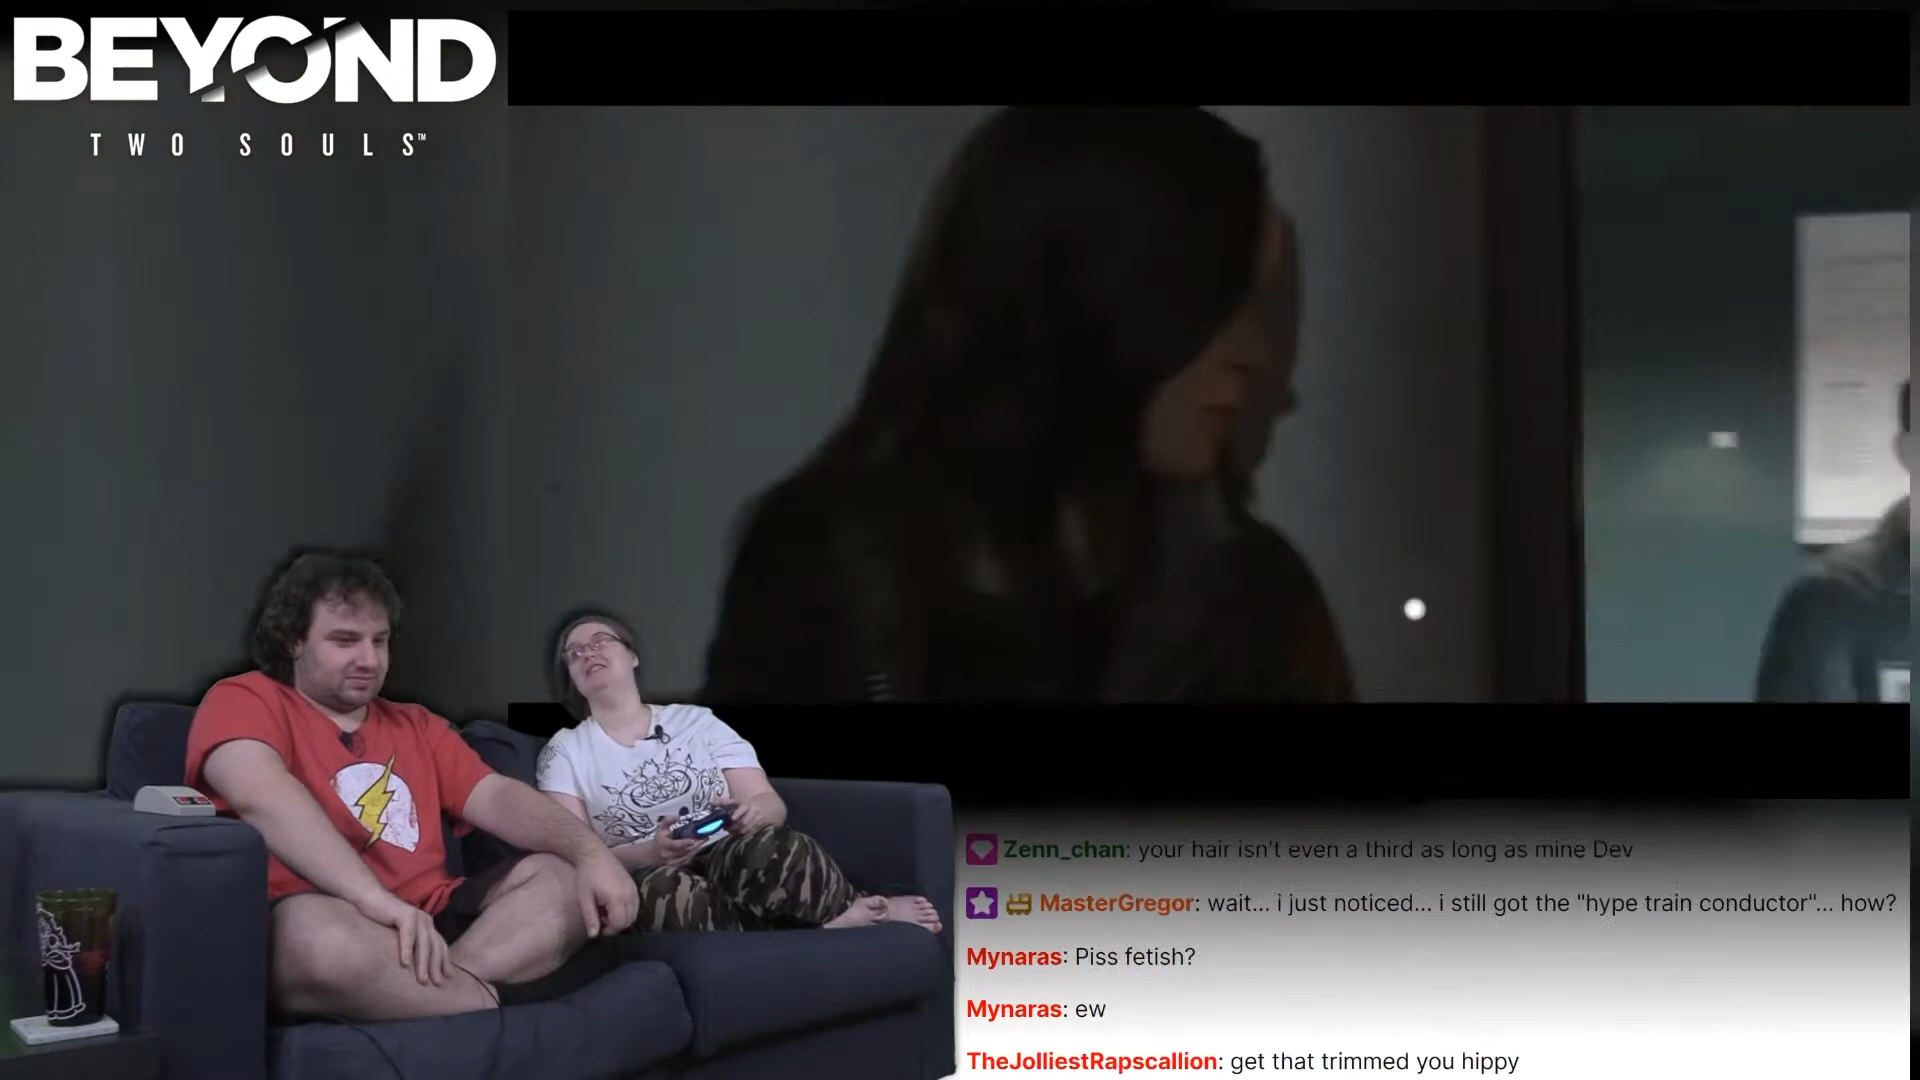 BEYOND
TWO SOULS™
Zenn_chan: your hair isn't even a third as long as mine Dev
MasterGregor: wait... i just noticed... i still got the "hype train conductor"... how?
Mynaras: Piss fetish?
Mynaras: ew
TheJolliestRapscallion: get that trimmed you hippy